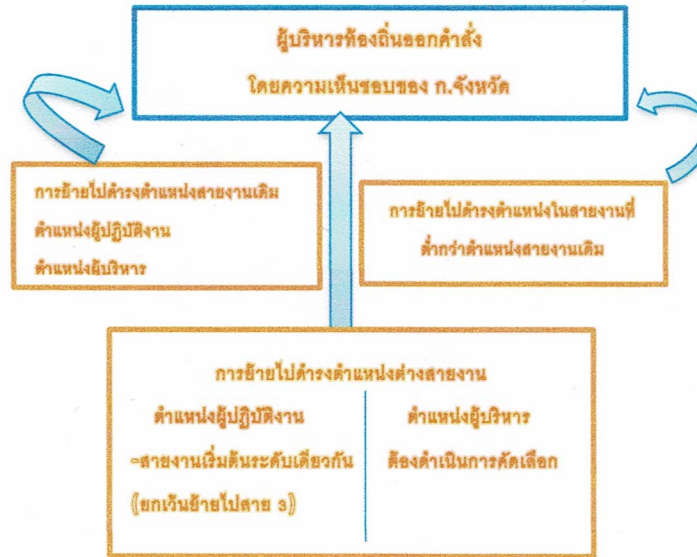 ผู้บริหารท้องถิ่นออกคำสั่ง
โดยความเห็นชอบของ ก.จังหวัด
การย้ายไปดำรงตำแหน่งสายงานเดิม
ตำแหน่งผู้ปฏิบัติงาน
ตำแหน่งผู้บริหาร
การย้ายไปดำรงตำแหน่งในสายงานที่
ต่ำกว่าตำแหน่งสายงานเดิม
การย้ายไปดำรงตำแหน่งต่างสายงาน
ตำแหน่งผู้ปฏิบัติงาน
-สายงานเริ่มต้นระดับเดียวกัน
(ยกเว้นย้ายไปสาย 3)
ตำแหน่งผู้บริหาร
ต้องดำเนินการคัดเลือก